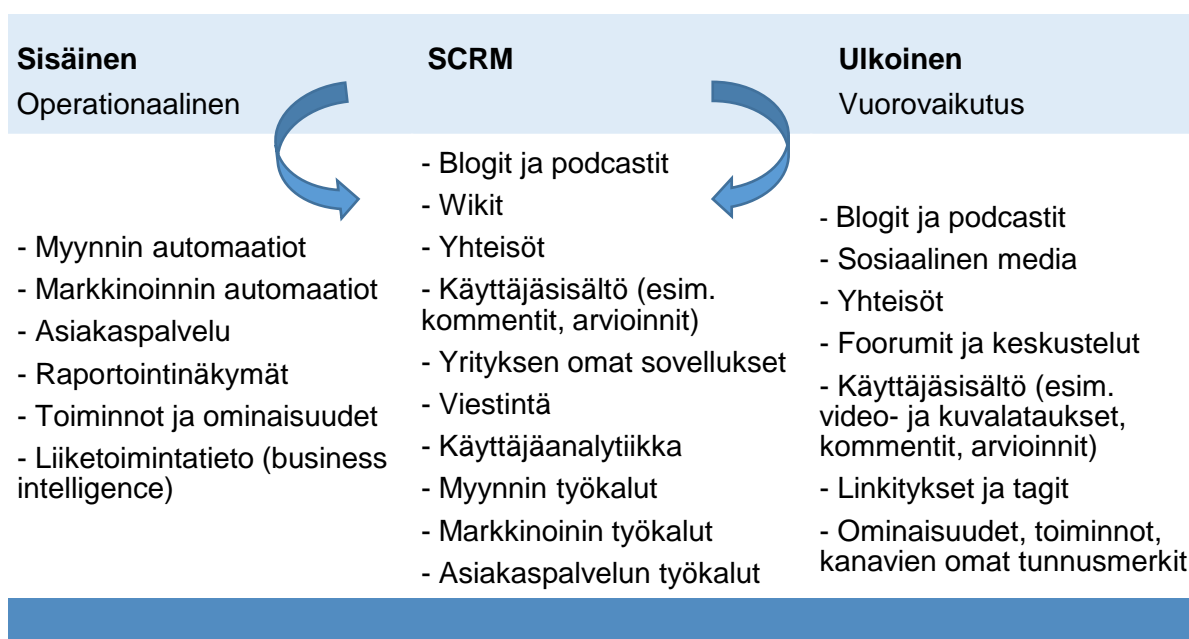 Sisäinen
Operationaalinen
- Myynnin automaatiot
- Markkinoinnin automaatiot
- Asiakaspalvelu
- Raportointinäkymät
- Toiminnot ja ominaisuudet
- Liiketoimintatieto (business
intelligence)
SCRM
- Blogit ja podcastit
- Wikit
- Yhteisöt
- Käyttäjäsisältö (esim.
kommentit, arvioinnit)
- Yrityksen omat sovellukset
- Viestintä
- Käyttäjäanalytiikka
- Myynnin työkalut
- Markkinoinin työkalut
- Asiakaspalvelun työkalut
Ulkoinen
Vuorovaikutus
- Blogit ja podcastit
- Sosiaalinen media
- Yhteisöt
- Foorumit ja keskustelut
- Käyttäjäsisältö (esim.
video- ja kuvalataukset,
kommentit, arvioinnit)
- Linkitykset ja tagit
- Ominaisuudet, toiminnot,
kanavien omat tunnusmerkit